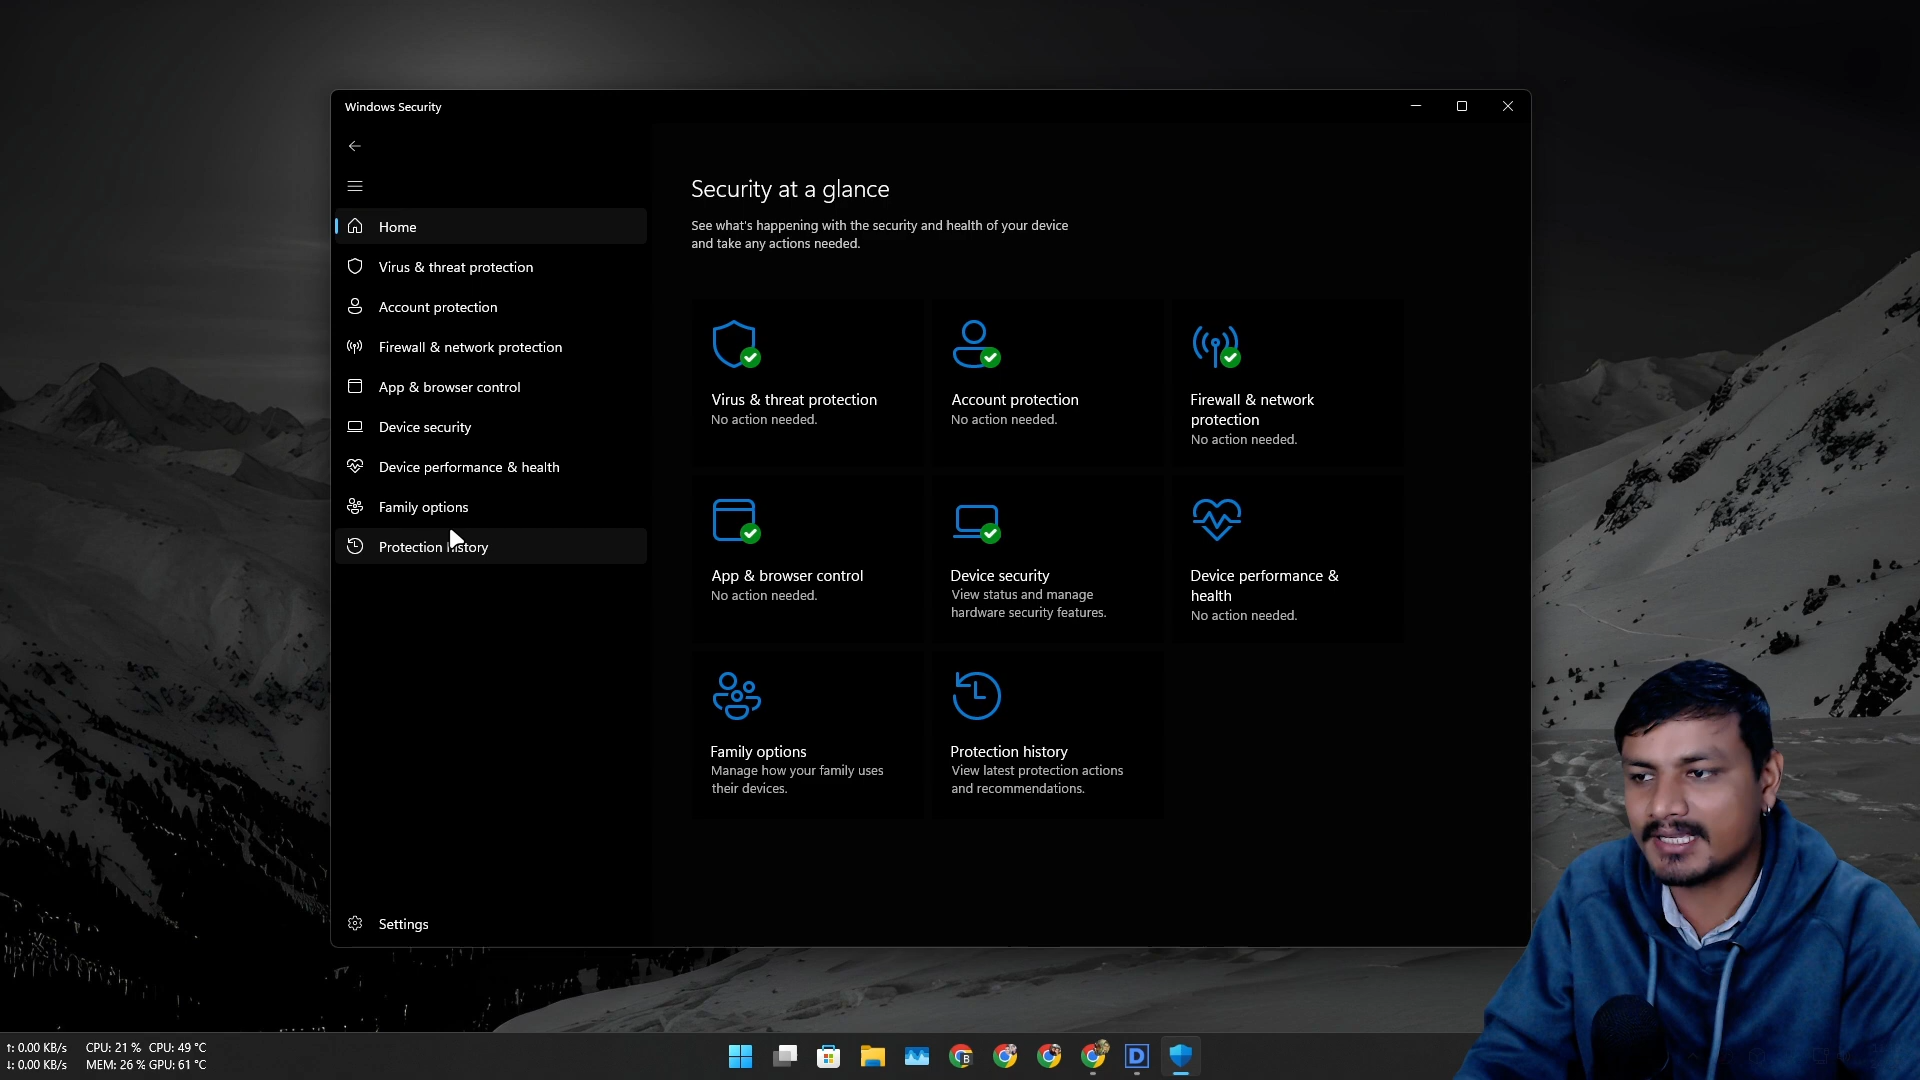 Windows Security
Home
Virus & threat protection
Account protection
Firewall & network protection
App & browser control
Device security
Device performance & health
Family options
Protection history
Settings
Security at a glance
See what's happening with the security and health of your device
and take any actions needed.
Virus & threat protection
No action needed.
Account protection
No action needed.
Firewall & network
protection
No action needed.
App & browser control
No action needed.
Device security
View status and manage
hardware security features.
Device performance &
health
No action needed.
Family options
Manage how your family uses
their devices.
Protection history
View latest protection actions
and recommendations.
↑: 0.00 KB/s CPU: 21 % CPU: 49 °C
↓: 0.00 KB/s MEM: 26 % GPU: 61 °C
B
D